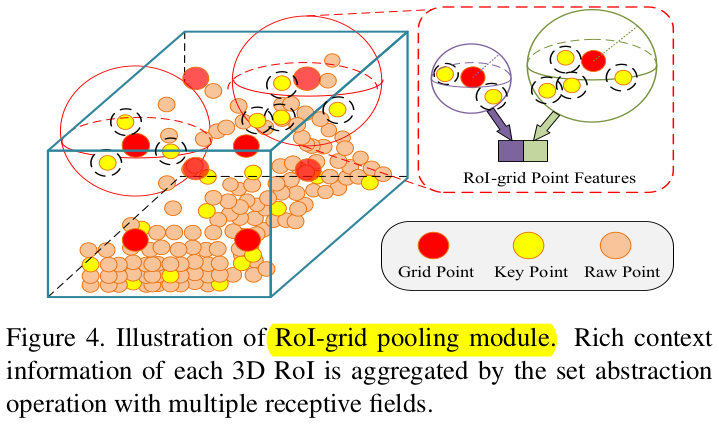 RoI-grid Point Features
Grid Point
Key Point
Raw Point
Figure 4. Illustration of RoI-grid pooling module. Rich context
information of each 3D RoI is aggregated by the set abstraction
operation with multiple receptive fields.